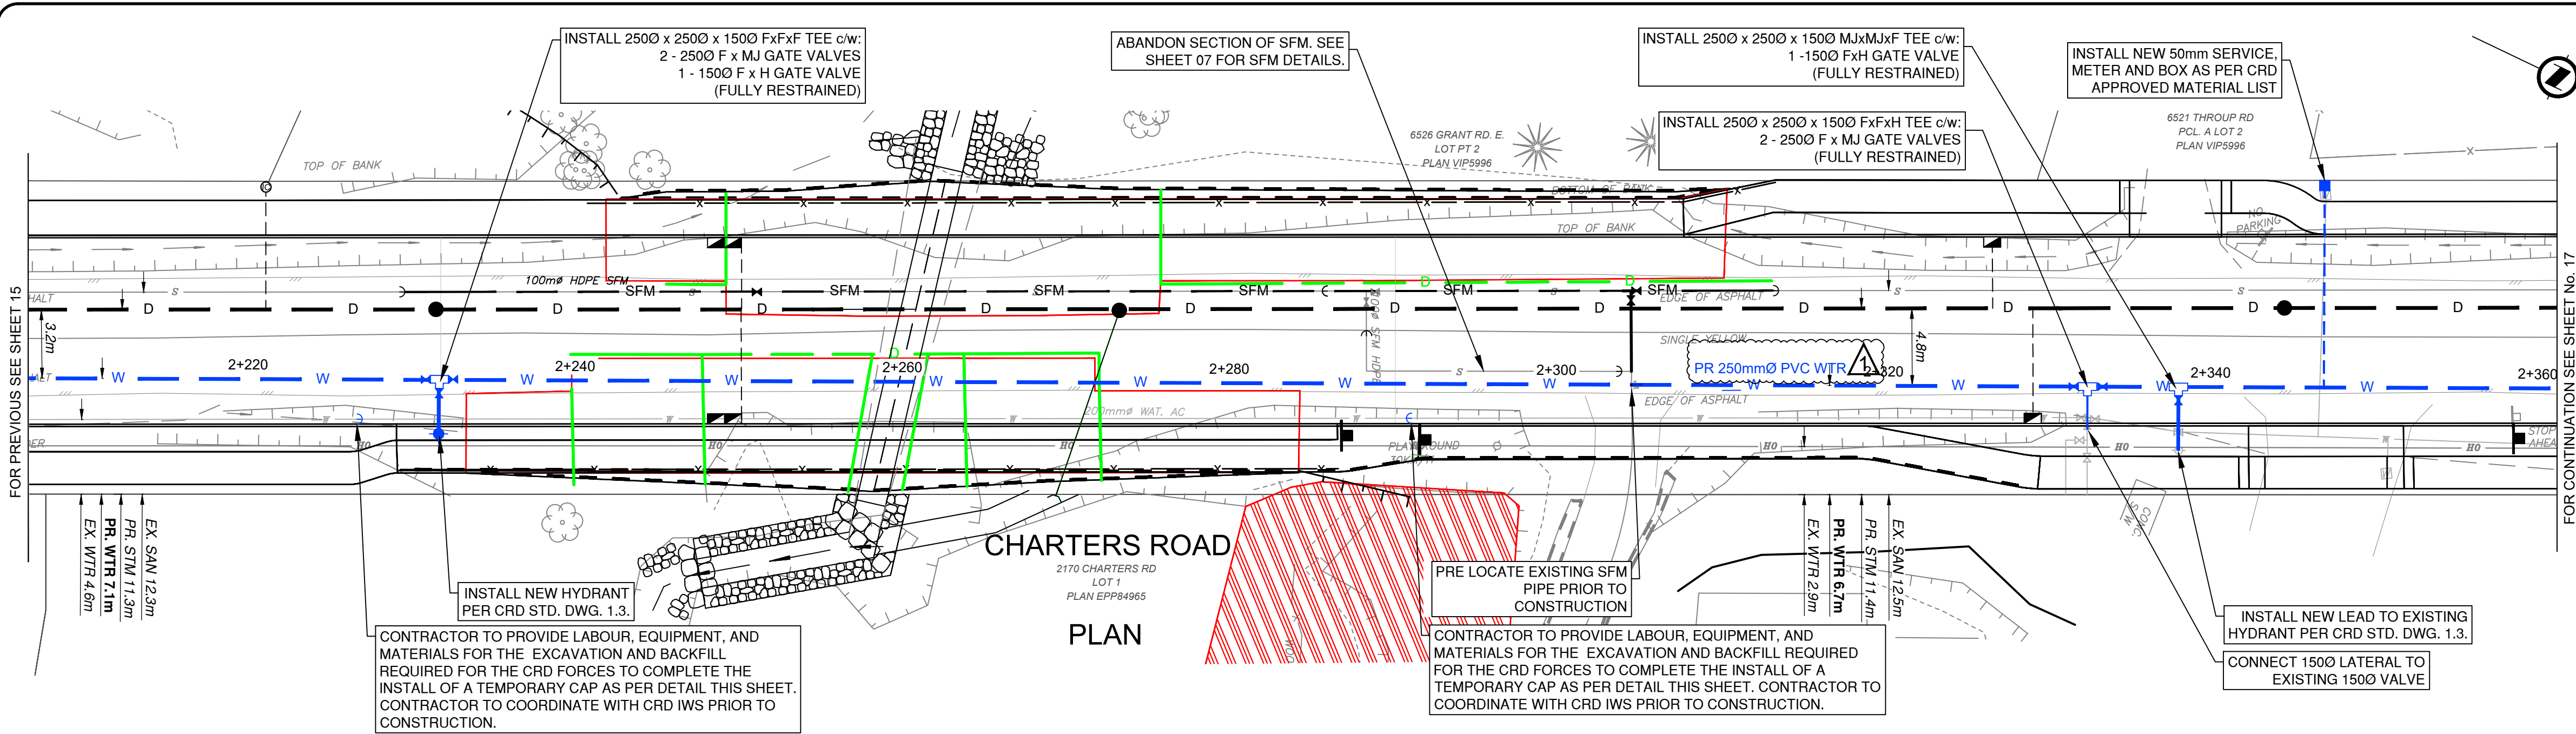 INSTALL 250Ø x 250Ø x 150Ø FxFxF TEE c/w:
2 - 250Ø F x MJ GATE VALVES
1 - 150Ø F x H GATE VALVE
(FULLY RESTRAINED)
ABANDON SECTION OF SFM. SEE
SHEET 07 FOR SFM DETAILS.
INSTALL 250Ø x 250Ø x 150Ø MJxMJxF TEE c/w:
1 -150Ø FxH GATE VALVE
(FULLY RESTRAINED)
INSTALL NEW 50mm SERVICE,
METER AND BOX AS PER CRD
APPROVED MATERIAL LIST
INSTALL 250Ø x 250Ø x 150Ø FxFxH TEE c/w:
2 - 250Ø F x MJ GATE VALVES
(FULLY RESTRAINED)
6526 GRANT RD. E.
LOT PT 2
PLAN VIP5996
6521 THROUP RD
PCL. A LOT 2
PLAN VIP5996
TOP OF BANK
BOTTOM OF BANK
TOP OF BANK
NO
PARKING
100mø HDPE SFM
SFM
SFM
SFM
SFM
SFM
SFM
EDGE OF ASPHALT
HALT
D
D
D
D
D
D
D
D
D
D
D
D
3.2m
4.8m
SINGLE YELLOW
PR 250mmØ PVC WTR
1
2+220
2+240
2+260
2+280
2+300
2+320
2+340
2+360
W
W
W
W
W
W
W
W
W
W
W
W
EDGE OF ASPHALT
200mmø WAT. AC
HO
HO
HO
HO
HO
HO
PLAYGROUND
STOP
AHEA
FOR PREVIOUS SEE SHEET 15
FOR CONTINUATION SEE SHEET No. 17
EX. WTR 4.6m
PR. WTR 7.1m
PR. STM 11.3m
EX. SAN 12.3m
EX. WTR 2.9m
PR. WTR 6.7m
PR. STM 11.4m
EX. SAN 12.5m
CONC.
S/W
CHARTERS ROAD
2170 CHARTERS RD
LOT 1
PLAN EPP84965
PLAN
INSTALL NEW HYDRANT
PER CRD STD. DWG. 1.3.
CONTRACTOR TO PROVIDE LABOUR, EQUIPMENT, AND
MATERIALS FOR THE EXCAVATION AND BACKFILL
REQUIRED FOR THE CRD FORCES TO COMPLETE THE
INSTALL OF A TEMPORARY CAP AS PER DETAIL THIS SHEET.
CONTRACTOR TO COORDINATE WITH CRD IWS PRIOR TO
CONSTRUCTION.
PRE LOCATE EXISTING SFM
PIPE PRIOR TO
CONSTRUCTION
CONTRACTOR TO PROVIDE LABOUR, EQUIPMENT, AND
MATERIALS FOR THE EXCAVATION AND BACKFILL REQUIRED
FOR THE CRD FORCES TO COMPLETE THE INSTALL OF A
TEMPORARY CAP AS PER DETAIL THIS SHEET. CONTRACTOR TO
COORDINATE WITH CRD IWS PRIOR TO CONSTRUCTION.
INSTALL NEW LEAD TO EXISTING
HYDRANT PER CRD STD. DWG. 1.3.
CONNECT 150Ø LATERAL TO
EXISTING 150Ø VALVE